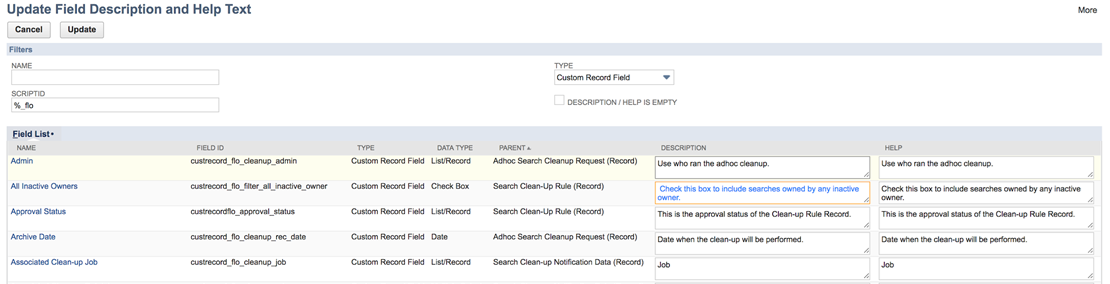 Update Field Description and Help Text
More
Cancel Update
Filters
NAME
TYPE
Custom Record Field
SCRIPTID
%_flo
DESCRIPTION / HELP IS EMPTY
Field List•
NAME FIELD ID TYPE DATA TYPE PARENT▲ DESCRIPTION HELP
Admin custrecord_flo_cleanup_admin Custom Record Field List/Record Adhoc Search Cleanup Request (Record) Use who ran the adhoc cleanup. Use who ran the adhoc cleanup.
All Inactive Owners custrecord_flo_filter_all_inactive_owner Custom Record Field Check Box Search Clean-Up Rule (Record) Check this box to include searches owned by any inactive Check this box to include searches owned by any inactive
owner. owner.
Approval Status custrecordflo_approval_status Custom Record Field List/Record Search Clean-Up Rule (Record) This is the approval status of the Clean-up Rule Record. This is the approval status of the Clean-up Rule Record.
Archive Date custrecord_flo_cleanup_rec_date Custom Record Field Date Adhoc Search Cleanup Request (Record) Date when the clean-up will be performed. Date when the clean-up will be performed.
Associated Clean-up Job custrecord_flo_cleanup_job Custom Record Field List/Record Search Clean-up Notification Data (Record) Job Job